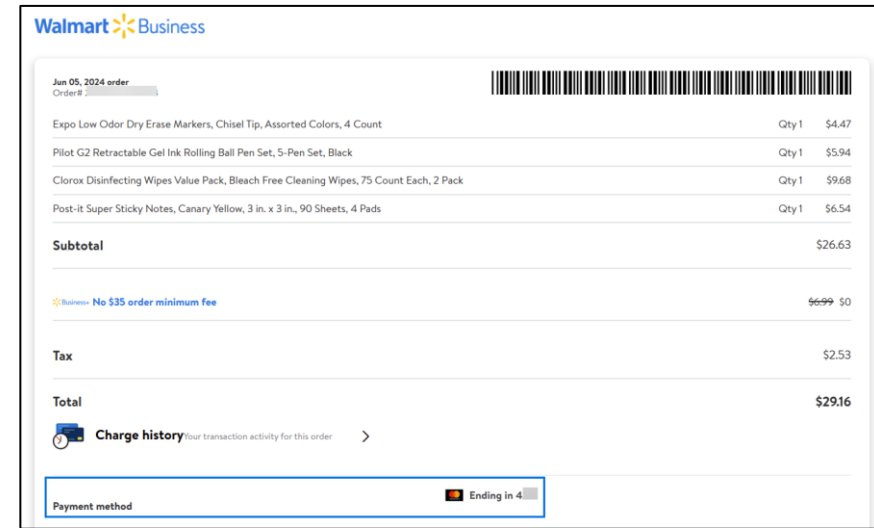 Walmart Business
Jun 05, 2024 order
Order#
Expo Low Odor Dry Erase Markers, Chisel Tip, Assorted Colors, 4 Count Qty 1 $4.47
Pilot G2 Retractable Gel Ink Rolling Ball Pen Set, 5-Pen Set, Black Qty 1 $5.94
Clorox Disinfecting Wipes Value Pack, Bleach Free Cleaning Wipes, 75 Count Each, 2 Pack Qty 1 $9.68
Post-it Super Sticky Notes, Canary Yellow, 3 in. x 3 in., 90 Sheets, 4 Pads Qty 1 $6.54
Subtotal $26.63
Business+ No $35 order minimum fee $6.99 $0
Tax $2.53
Total $29.16
Charge history Your transaction activity for this order
Payment method Ending in 4